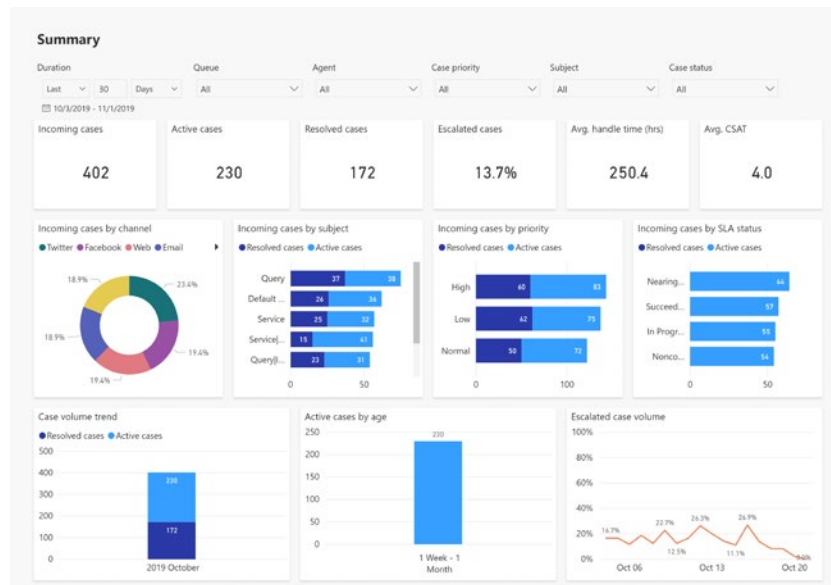 Summary
Duration Queue Agent Case priority Subject Case status
Last 30 Days All All All All All
10/3/2019 - 11/1/2019
Incoming cases Active cases Resolved cases Escalated cases Avg. handle time (hrs) Avg. CSAT
402 230 172 13.7% 250.4 4.0
Incoming cases by channel
Twitter Facebook Web Email
18.9% 23.4%
18.9% 19.4%
19.4%
Incoming cases by subject
Resolved cases Active cases
Query 37 38
Default ... 26 36
Service 25 32
Service|... 15 41
Query|I... 23 31
0 50
Incoming cases by priority
Resolved cases Active cases
High 60 83
Low 62 75
Normal 50 72
0 100
Incoming cases by SLA status
Resolved cases Active cases
Nearing... 64
Succeed... 57
In Progr... 55
Nonco... 54
0 50
Case volume trend
Resolved cases Active cases
500
400
300
200
100
0
230
172
2019 October
Active cases by age
250
200
150
100
50
0
230
1 Week - 1
Month
Escalated case volume
100%
80%
60%
40%
20%
0%
16.7% 22.7% 12.5% 26.3% 11.1% 26.9% 0.0%
Oct 06 Oct 13 Oct 20